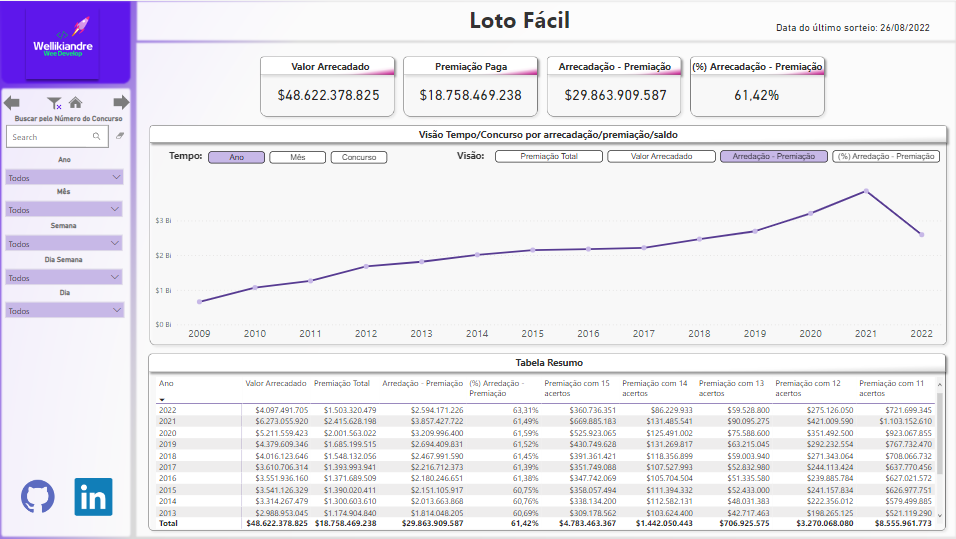 Loto Fácil
Data do último sorteio: 26/08/2022
</>
Wellikiandre
Wee Develop
Valor Arrecadado
$48.622.378.825
Premiação Paga
$18.758.469.238
Arrecadação - Premiação
$29.863.909.587
(%) Arrecadação - Premiação
61,42%
Buscar pelo Número do Concurso
Search
Ano
Todos
Mês
Todos
Semana
Todos
Dia Semana
Todos
Dia
Todos
in
Visão Tempo/Concurso por arrecadação/premiação/saldo
Tempo: Ano Mês Concurso Visão: Premiação Total Valor Arrecadado Arredação - Premiação (%) Arredação - Premiação
$3 Bi
$2 Bi
$1 Bi
$0 Bi
2009 2010 2011 2012 2013 2014 2015 2016 2017 2018 2019 2020 2021 2022
Tabela Resumo
Ano Valor Arrecadado Premiação Total Arredação - Premiação (%) Arredação - Premiação Premiação com 15 acertos Premiação com 14 acertos Premiação com 13 acertos Premiação com 12 acertos Premiação com 11 acertos
2022 $4.097.491.705 $1.503.320.479 $2.594.171.226 63,31% $360.736.351 $86.229.933 $59.528.800 $275.126.050 $721.699.345
2021 $6.273.055.920 $2.415.628.198 $3.857.427.722 61,49% $669.885.183 $131.485.541 $90.095.275 $421.009.590 $1.103.152.610
2020 $5.211.559.423 $2.001.563.022 $3.209.996.400 61,59% $525.923.065 $125.491.002 $75.588.600 $351.492.500 $923.067.855
2019 $4.379.609.346 $1.685.199.515 $2.694.409.831 61,52% $430.749.628 $131.269.817 $63.215.045 $292.232.554 $767.732.470
2018 $4.016.123.646 $1.548.132.056 $2.467.991.590 61,45% $391.361.421 $118.356.899 $59.003.940 $271.343.064 $708.066.732
2017 $3.610.706.314 $1.393.993.941 $2.216.712.373 61,39% $351.749.088 $107.527.993 $52.832.980 $244.113.424 $637.770.456
2016 $3.551.936.160 $1.371.689.509 $2.180.246.651 61,38% $347.742.069 $105.704.504 $51.335.580 $239.885.784 $627.021.572
2015 $3.541.126.329 $1.390.020.411 $2.151.105.917 60,75% $358.057.494 $111.394.332 $52.433.000 $241.157.834 $626.977.751
2014 $3.314.267.479 $1.300.603.610 $2.013.663.868 60,76% $338.134.200 $112.582.131 $48.031.383 $222.356.012 $579.499.885
2013 $2.988.953.045 $1.174.904.840 $1.814.048.205 60,69% $309.178.562 $103.624.400 $42.717.463 $198.265.125 $521.119.290
Total $48.622.378.825 $18.758.469.238 $29.863.909.587 61,42% $4.783.463.367 $1.442.050.443 $706.925.575 $3.270.068.080 $8.555.961.773